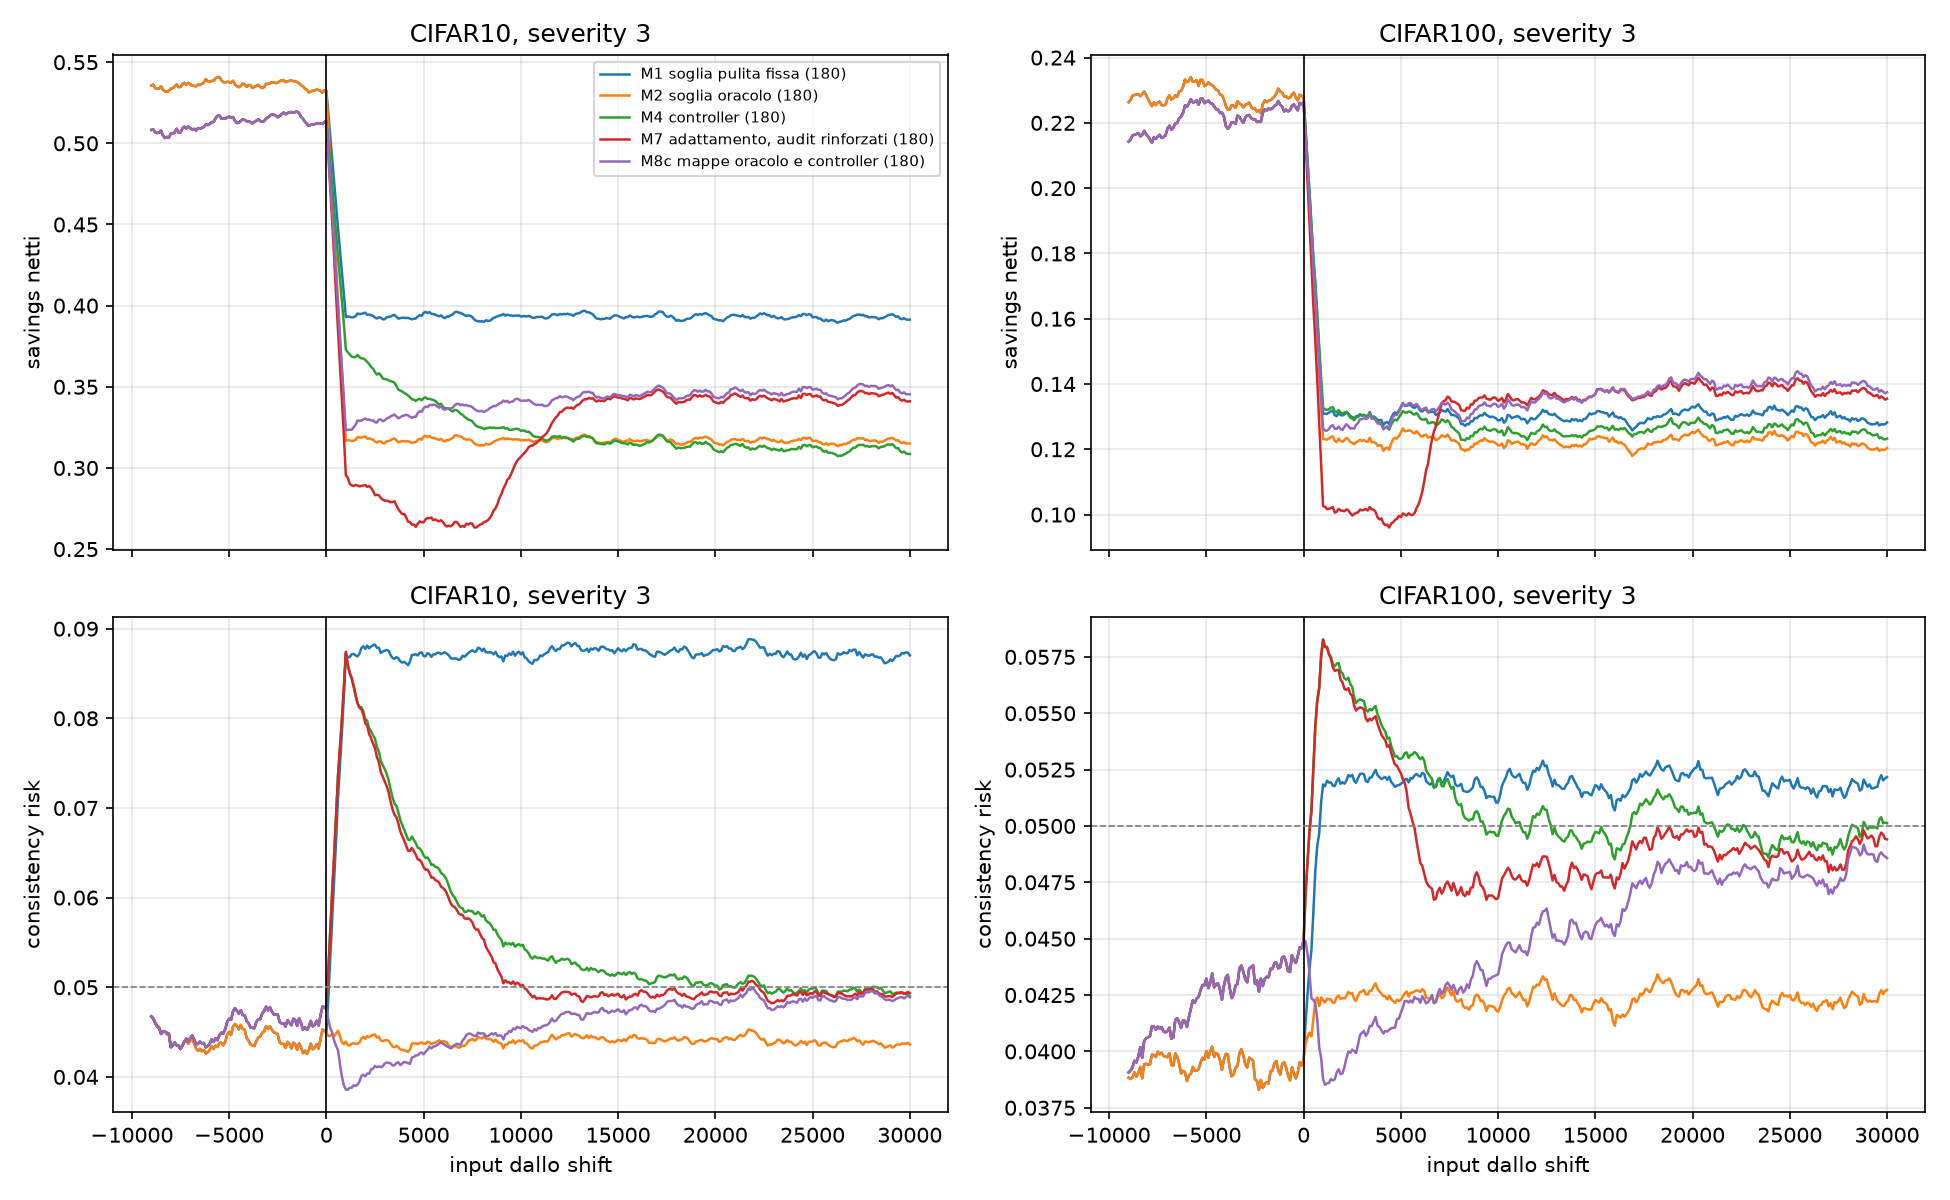 CIFAR10, severity 3
savings netti
0.55
0.50
0.45
0.40
0.35
0.30
0.25
M1 soglia pulita fissa (180)
M2 soglia oracolo (180)
M4 controller (180)
M7 adattamento, audit rinforzati (180)
M8c mappe oracolo e controller (180)
CIFAR100, severity 3
savings netti
0.24
0.22
0.20
0.18
0.16
0.14
0.12
0.10
CIFAR10, severity 3
consistency risk
0.09
0.08
0.07
0.06
0.05
0.04
−10000 −5000 0 5000 10000 15000 20000 25000 30000
input dallo shift
CIFAR100, severity 3
consistency risk
0.0575
0.0550
0.0525
0.0500
0.0475
0.0450
0.0425
0.0400
0.0375
−10000 −5000 0 5000 10000 15000 20000 25000 30000
input dallo shift